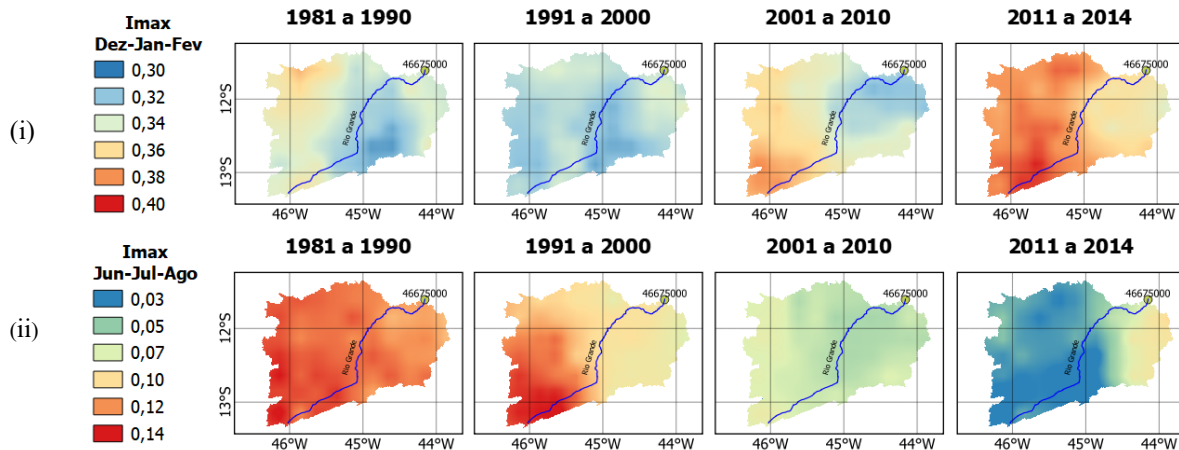 Imax
Dez-Jan-Fev
0,30
0,32
0,34
0,36
0,38
0,40
(i)
1981 a 1990
1991 a 2000
2001 a 2010
2011 a 2014
46675000
46675000
46675000
46675000
Rio Grande
Rio Grande
Rio Grande
Rio Grande
12°S
13°S
46°W 45°W 44°W
46°W 45°W 44°W
46°W 45°W 44°W
46°W 45°W 44°W
Imax
Jun-Jul-Ago
0,03
0,05
0,07
0,10
0,12
0,14
(ii)
1981 a 1990
1991 a 2000
2001 a 2010
2011 a 2014
46675000
46675000
46675000
46675000
Rio Grande
Rio Grande
Rio Grande
Rio Grande
12°S
13°S
46°W 45°W 44°W
46°W 45°W 44°W
46°W 45°W 44°W
46°W 45°W 44°W